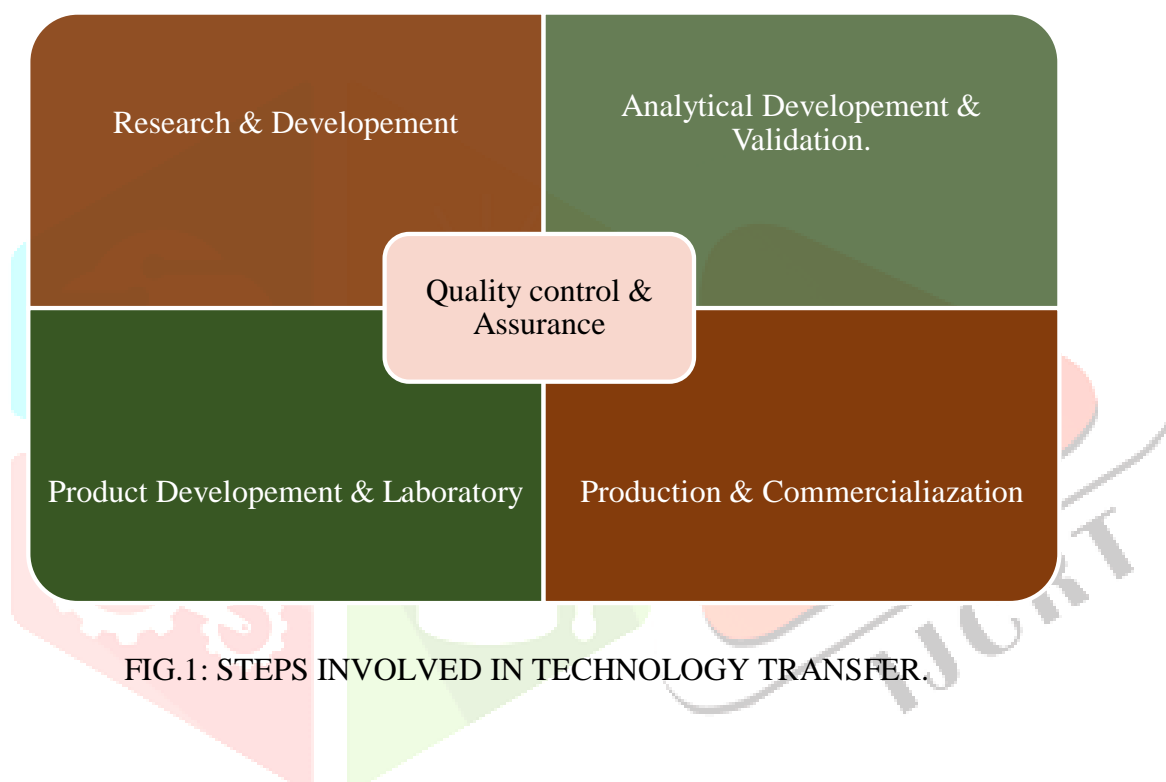 Research & Developement
Analytical Developement &
Validation.
Quality control &
Assurance
Product Developement & Laboratory
Production & Commercialiazation
FIG.1: STEPS INVOLVED IN TECHNOLOGY TRANSFER.
IJCRT